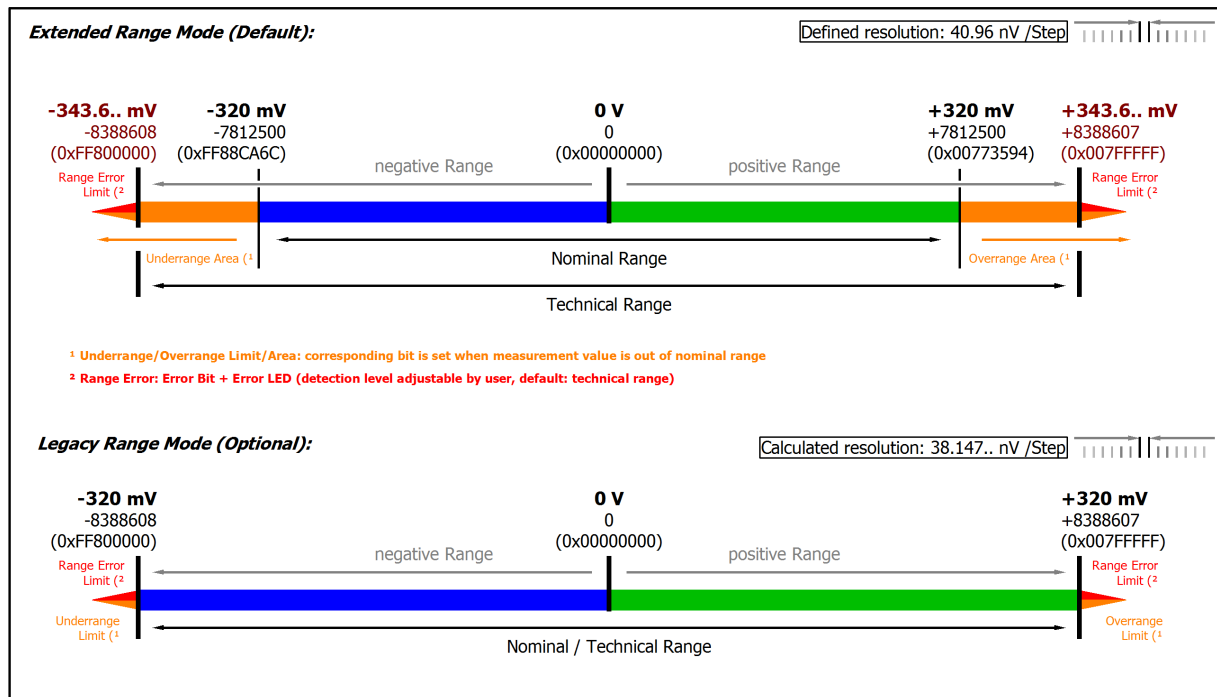 Extended Range Mode (Default):
Defined resolution: 40.96 nV /Step
-343.6.. mV
-8388608
(0xFF800000)
-320 mV
-7812500
(0xFF88CA6C)
0 V
0
(0x00000000)
+320 mV
+7812500
(0x00773594)
+343.6.. mV
+8388607
(0x007FFFFF)
negative Range
positive Range
Range Error
Limit (²
Range Error
Limit (²
Underrange Area (¹
Nominal Range
Overrange Area (¹
Technical Range
¹ Underrange/Overrange Limit/Area: corresponding bit is set when measurement value is out of nominal range
² Range Error: Error Bit + Error LED (detection level adjustable by user, default: technical range)
Legacy Range Mode (Optional):
Calculated resolution: 38.147.. nV /Step
-320 mV
-8388608
(0xFF800000)
0 V
0
(0x00000000)
+320 mV
+8388607
(0x007FFFFF)
negative Range
positive Range
Range Error
Limit (²
Range Error
Limit (²
Underrange
Limit (¹
Overrange
Limit (¹
Nominal / Technical Range